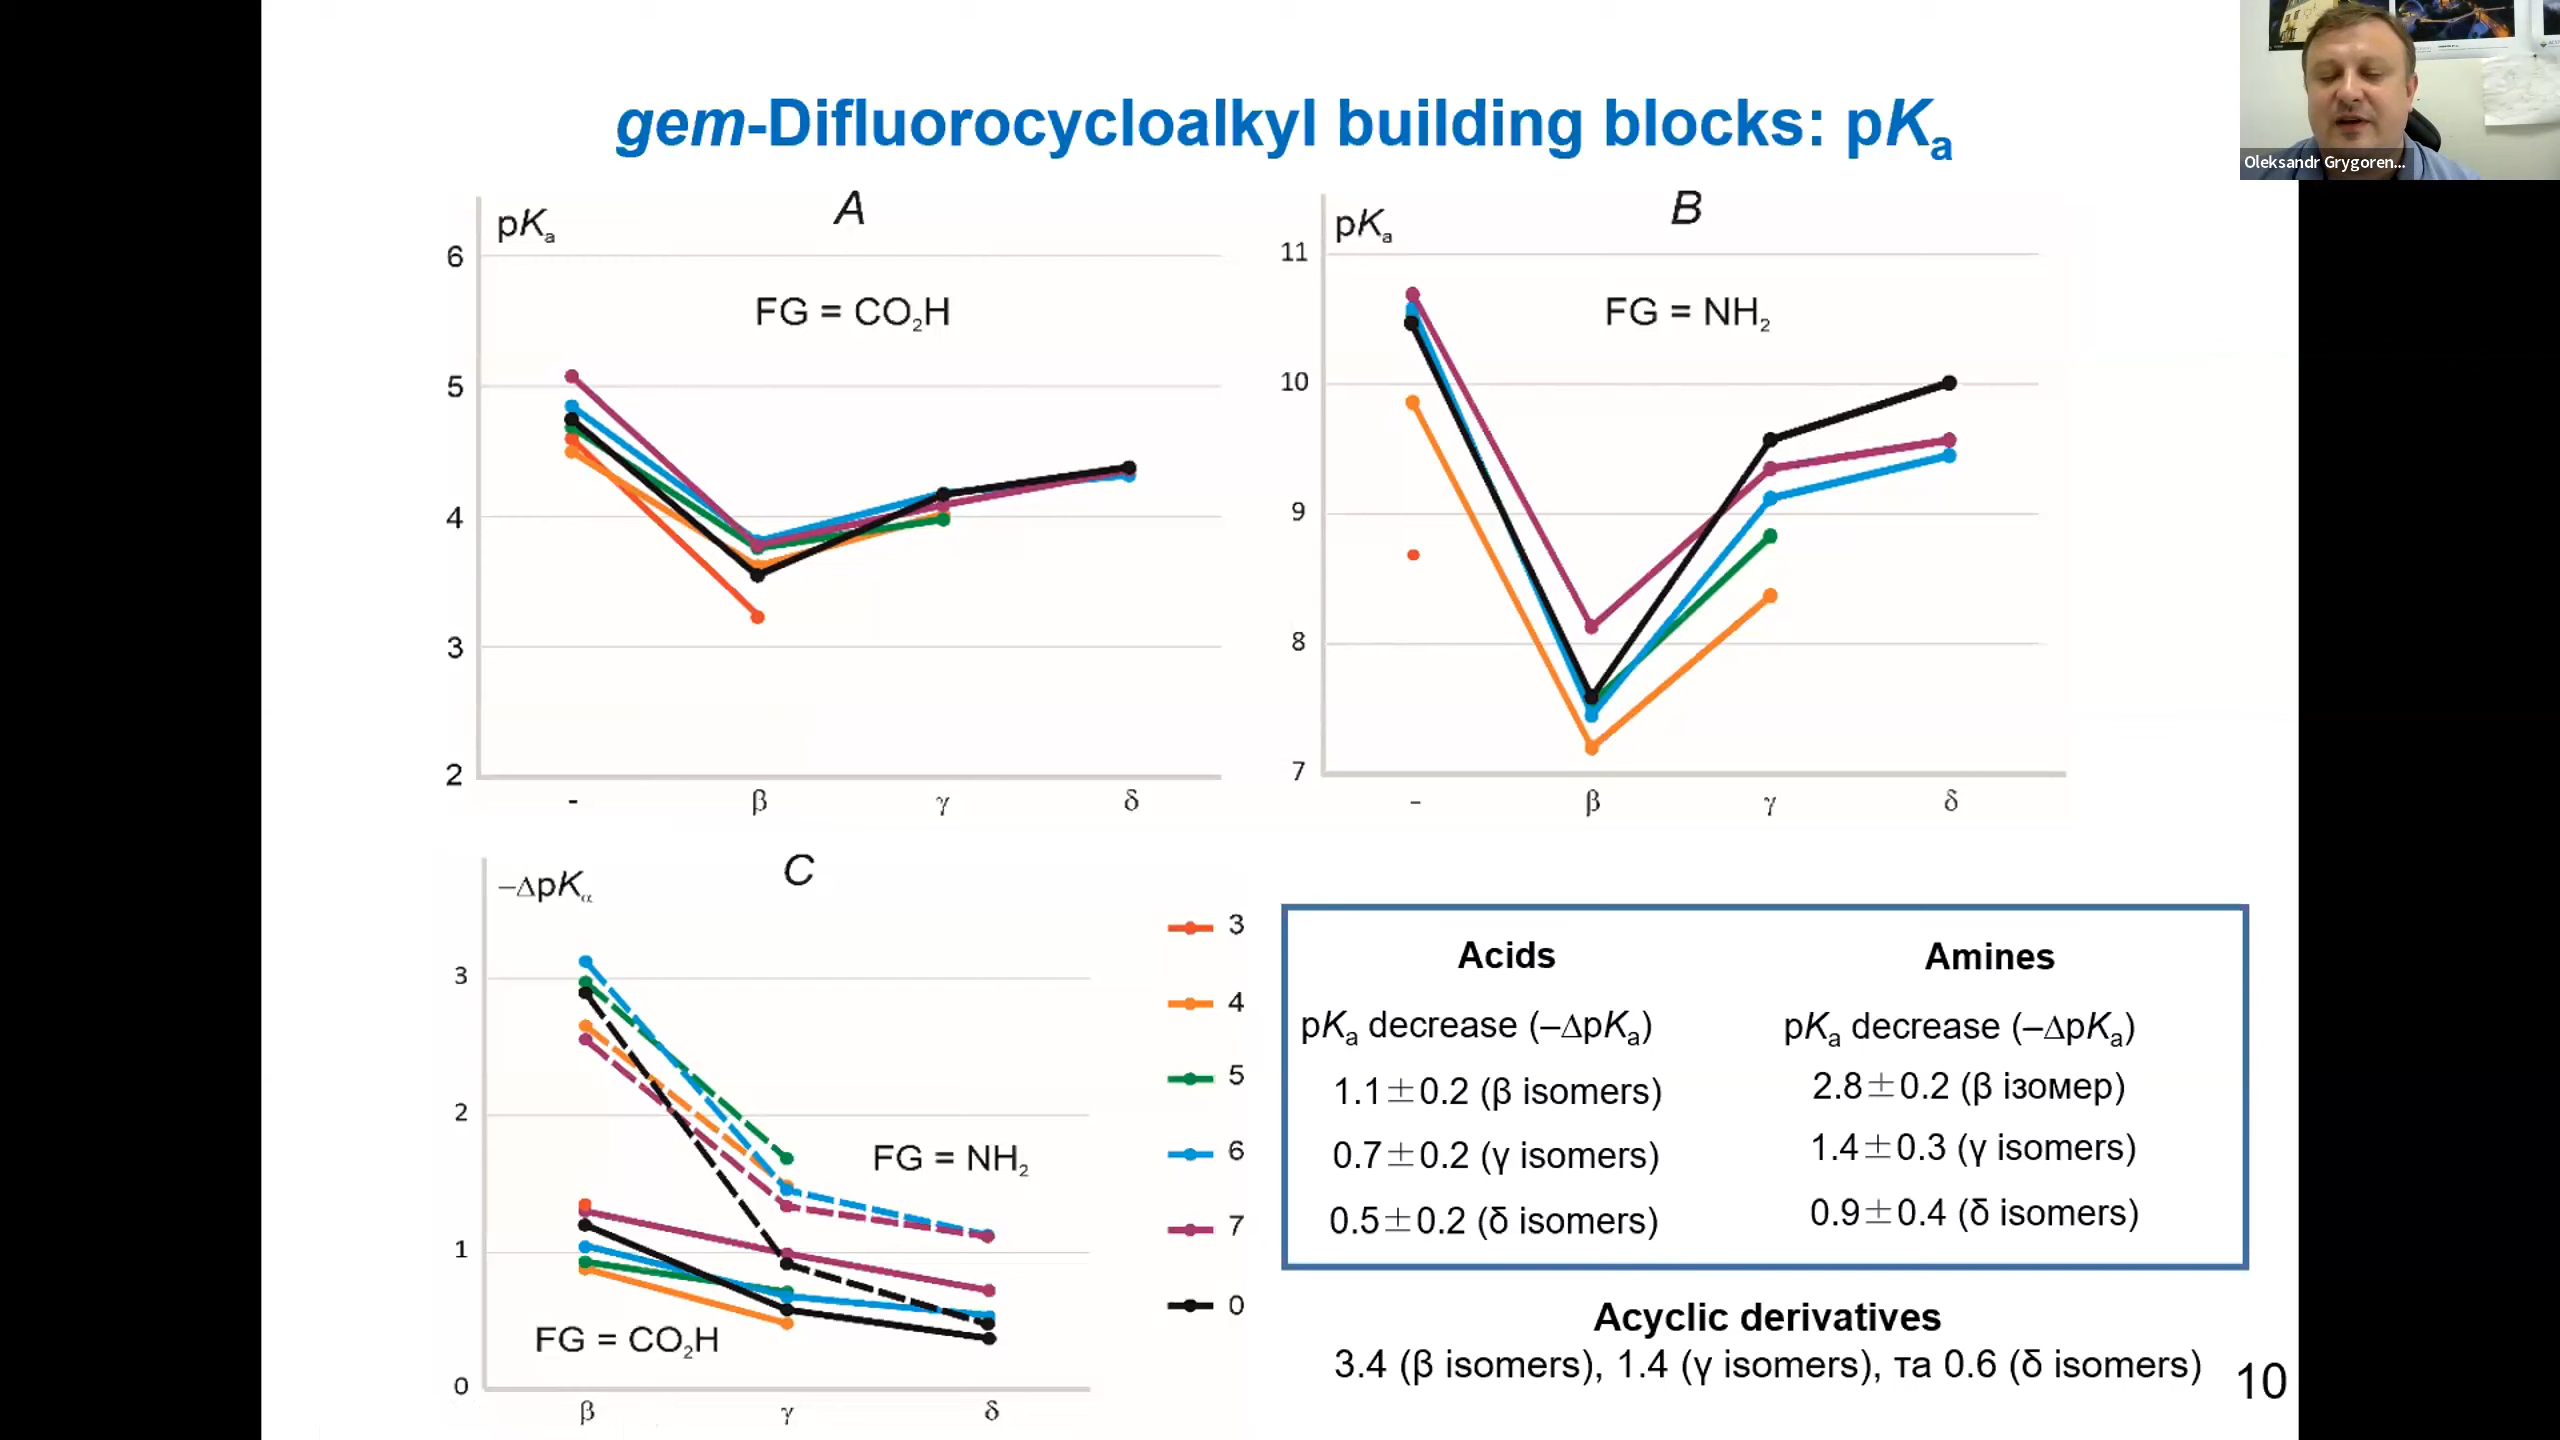 gem-Difluorocycloalkyl building blocks: pKa
Oleksandr Grygoren...
A
pKa
6
5
4
3
2
FG = CO2H
-
β
γ
δ
B
pKa
11
10
9
8
7
FG = NH2
-
β
γ
δ
C
–ΔpKα
3
2
1
0
FG = NH2
FG = CO2H
β
γ
δ
3
4
5
6
7
0
Acids
pKa decrease (–ΔpKa)
1.1±0.2 (β isomers)
0.7±0.2 (γ isomers)
0.5±0.2 (δ isomers)
Amines
pKa decrease (–ΔpKa)
2.8±0.2 (β ізомер)
1.4±0.3 (γ isomers)
0.9±0.4 (δ isomers)
Acyclic derivatives
3.4 (β isomers), 1.4 (γ isomers), та 0.6 (δ isomers)
10